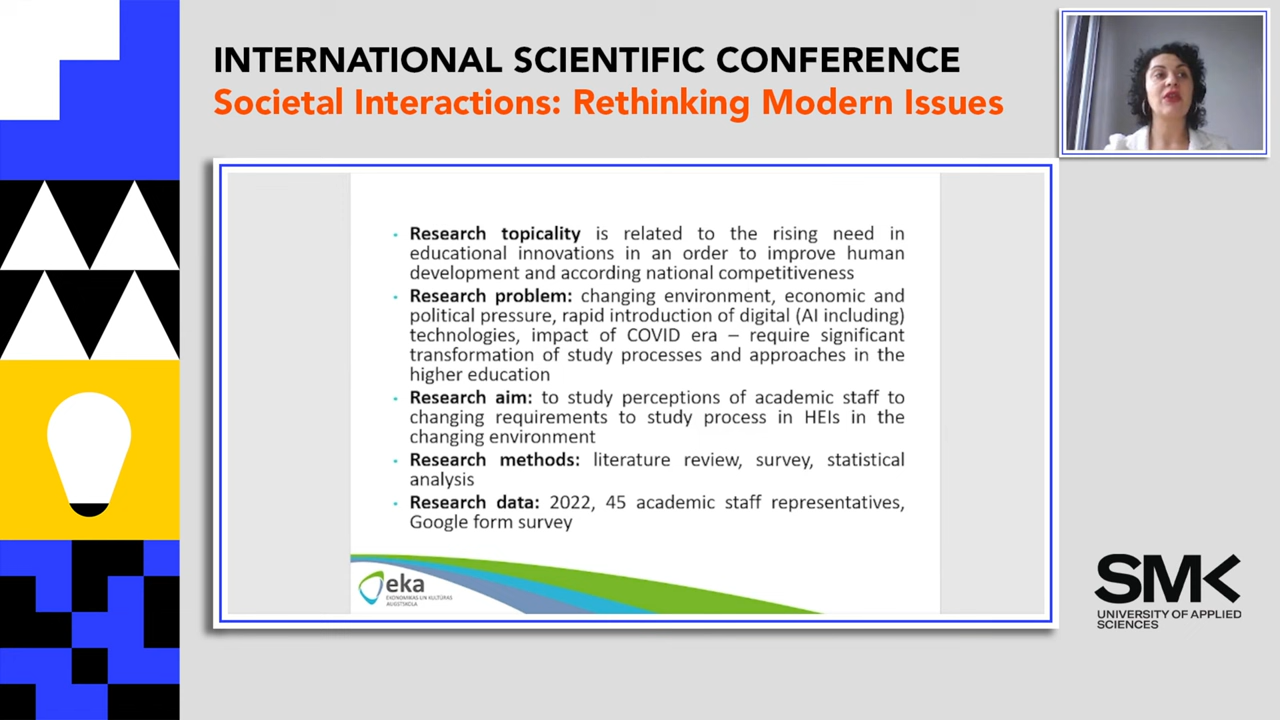 INTERNATIONAL SCIENTIFIC CONFERENCE
Societal Interactions: Rethinking Modern Issues
• Research topicality is related to the rising need in
educational innovations in an order to improve human
development and according national competitiveness
• Research problem: changing environment, economic and
political pressure, rapid introduction of digital (AI including)
technologies, impact of COVID era – require significant
transformation of study processes and approaches in the
higher education
• Research aim: to study perceptions of academic staff to
changing requirements to study process in HEIs in the
changing environment
• Research methods: literature review, survey, statistical
analysis
• Research data: 2022, 45 academic staff representatives,
Google form survey
eka
EKONOMIKAS UN KULTŪRAS
AUGSTSKOLA
SMK
UNIVERSITY OF APPLIED
SCIENCES